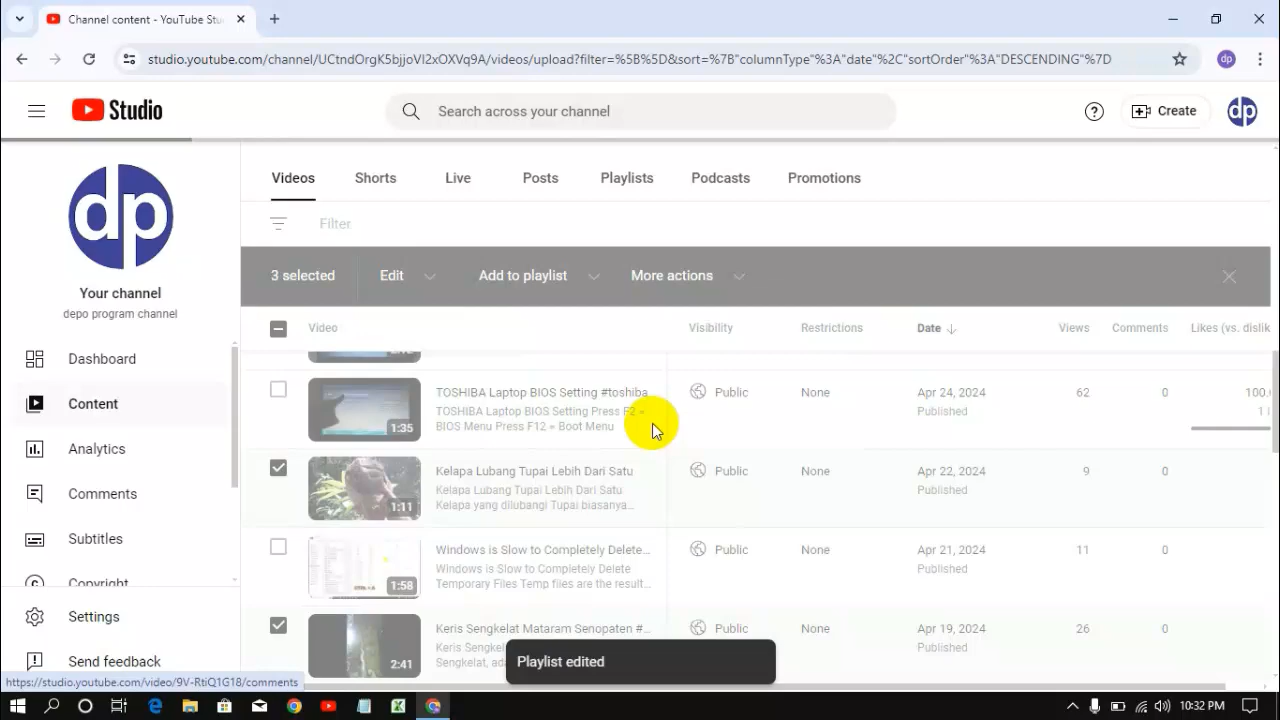 Channel content - YouTube Stu
studio.youtube.com/channel/UCtndOrgK5bjjoVI2xOXVq9A/videos/upload?filter=%5B%5D&sort=%7B"columnType"%3A"date"%2C"sortOrder"%3A"DESCENDING"%7D
dp
Studio
Search across your channel
Create
dp
dp
Your channel
depo program channel
Dashboard
Content
Analytics
Comments
Subtitles
Copyright
Settings
Send feedback
Videos Shorts Live Posts Playlists Podcasts Promotions
Filter
3 selected Edit Add to playlist More actions
Video Visibility Restrictions Date Views Comments Likes (vs. dislik
TOSHIBA Laptop BIOS Setting #toshiba Public None Apr 24, 2024 62 0 100.
TOSHIBA Laptop BIOS Setting Press F2 = Published
BIOS Menu Press F12 = Boot Menu
1:35
Kelapa Lubang Tupai Lebih Dari Satu Public None Apr 22, 2024 9 0
Kelapa Lubang Tupai Lebih Dari Satu Published
Kelapa yang dilubangi Tupai biasanya...
1:11
Windows is Slow to Completely Delete... Public None Apr 21, 2024 11 0
Windows is Slow to Completely Delete Published
Temporary Files Temp files are the result...
1:58
Keris Sengkelat Mataram Senopaten #... Public None Apr 19, 2024 26 0
Keris Sengke Published
Sengkelat, ada
2:41
Playlist edited
https://studio.youtube.com/video/9V-RtiQ1G18/comments
10:32 PM